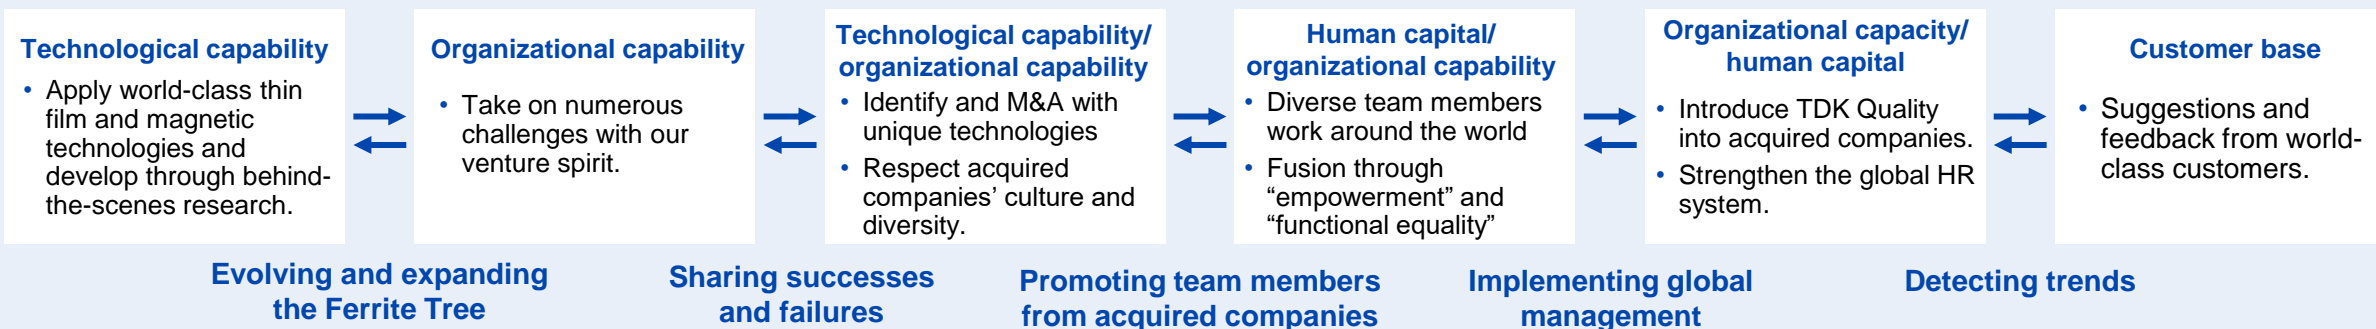 Technological capability
• Apply world-class thin
film and magnetic
technologies and
develop through behind-
the-scenes research.
Organizational capability
• Take on numerous
challenges with our
venture spirit.
Technological capability/
organizational capability
• Identify and M&A with
unique technologies
• Respect acquired
companies’ culture and
diversity.
Human capital/
organizational capability
• Diverse team members
work around the world
• Fusion through
“empowerment” and
“functional equality”
Organizational capacity/
human capital
• Introduce TDK Quality
into acquired companies.
• Strengthen the global HR
system.
Customer base
• Suggestions and
feedback from world-
class customers.
Evolving and expanding
the Ferrite Tree
Sharing successes
and failures
Promoting team members
from acquired companies
Implementing global
management
Detecting trends